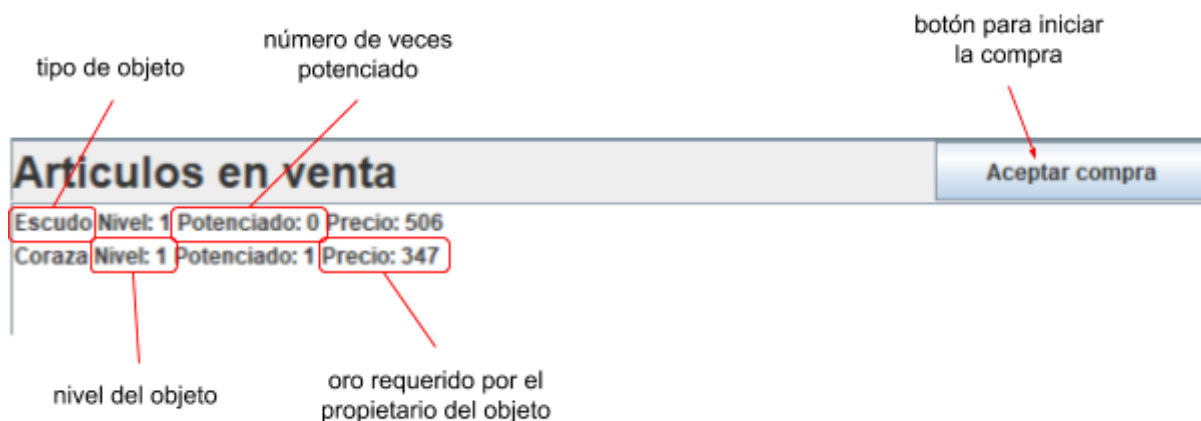 tipo de objeto
número de veces
potenciado
botón para iniciar
la compra
Articulos en venta
Aceptar compra
Escudo Nivel: 1 Potenciado: 0 Precio: 506
Coraza Nivel: 1 Potenciado: 1 Precio: 347
nivel del objeto
oro requerido por el
propietario del objeto